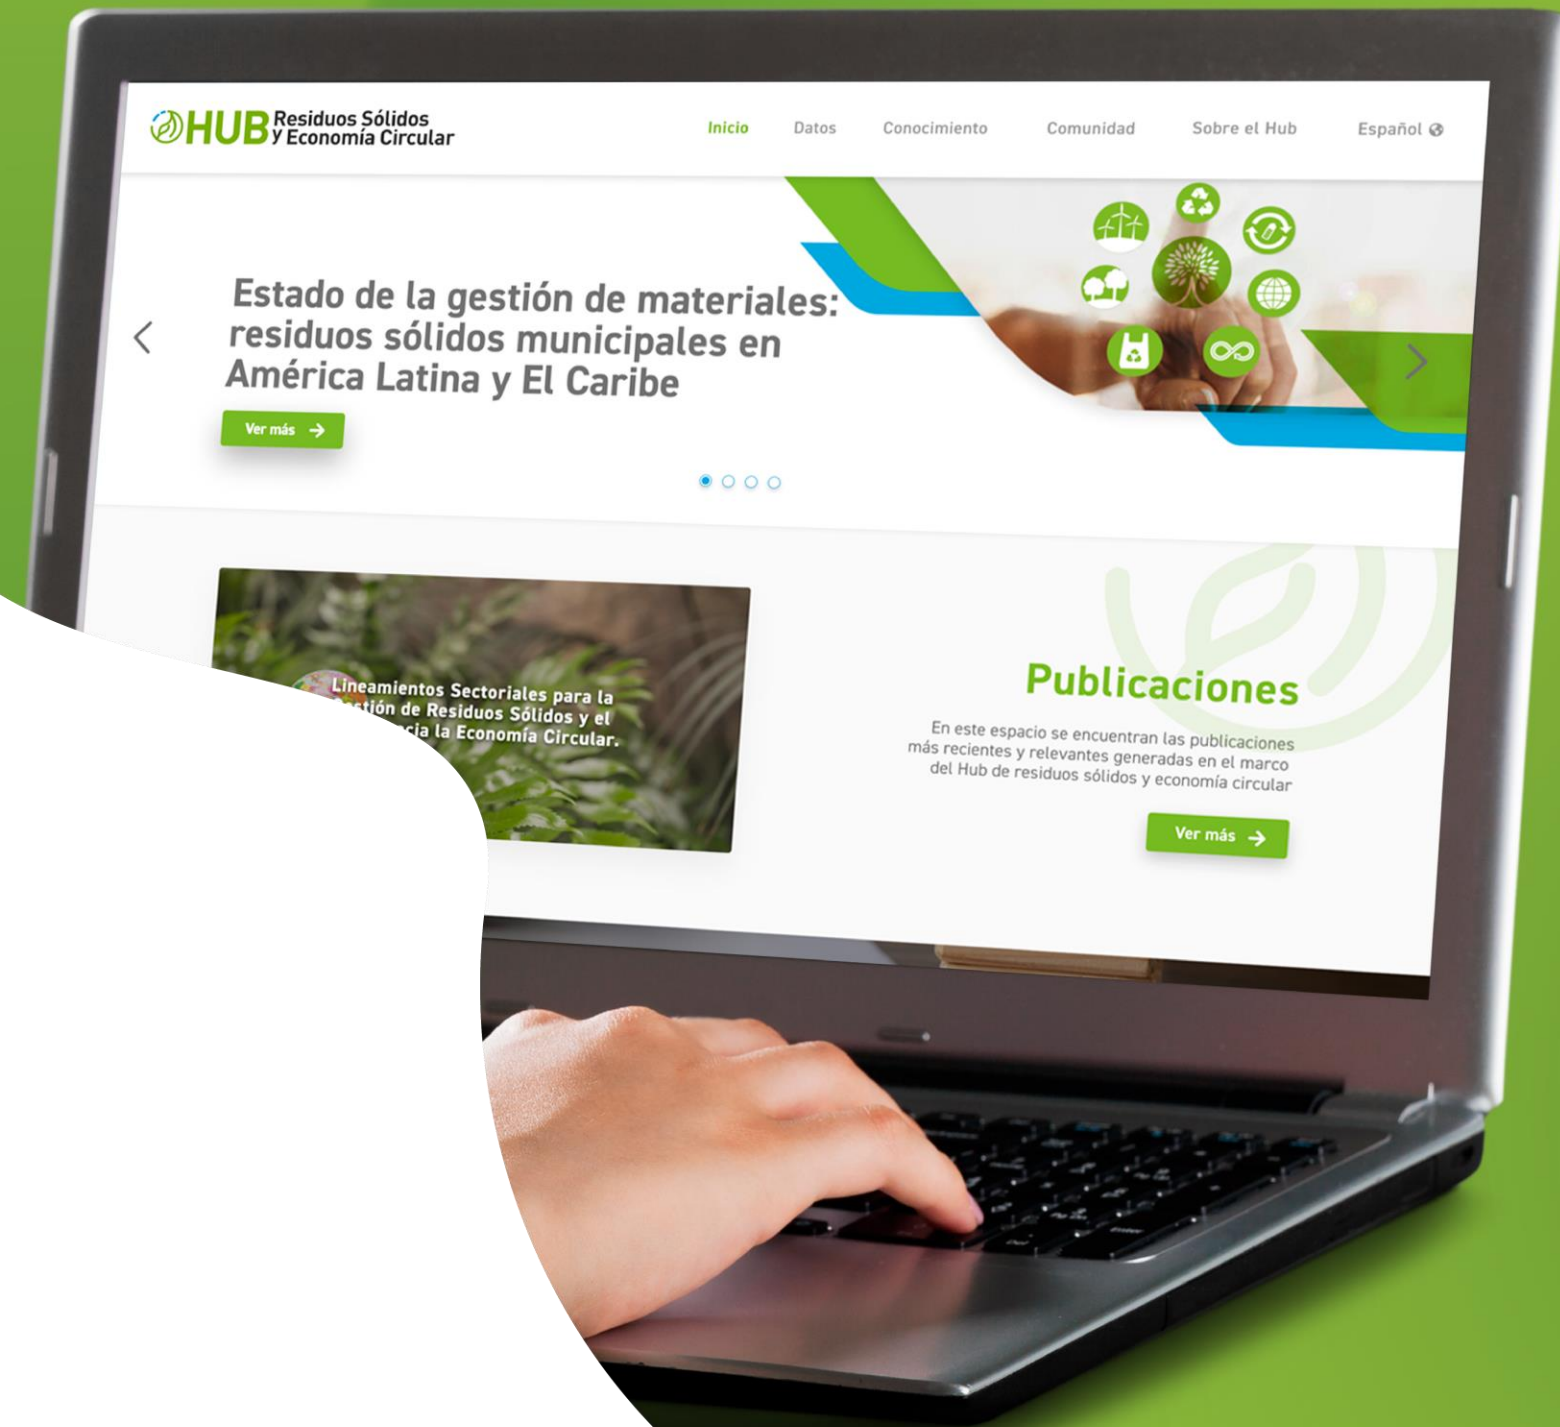 HUB Residuos Sólidos
y Economía Circular
Inicio Datos Conocimiento Comunidad Sobre el Hub Español
Estado de la gestión de materiales:
residuos sólidos municipales en
América Latina y El Caribe
Ver más
Lineamientos Sectoriales para la
de Residuos Sólidos y el
la Economía Circular.
Publicaciones
En este espacio se encuentran las publicaciones
más recientes y relevantes generadas en el marco
del Hub de residuos sólidos y economía circular
Ver más